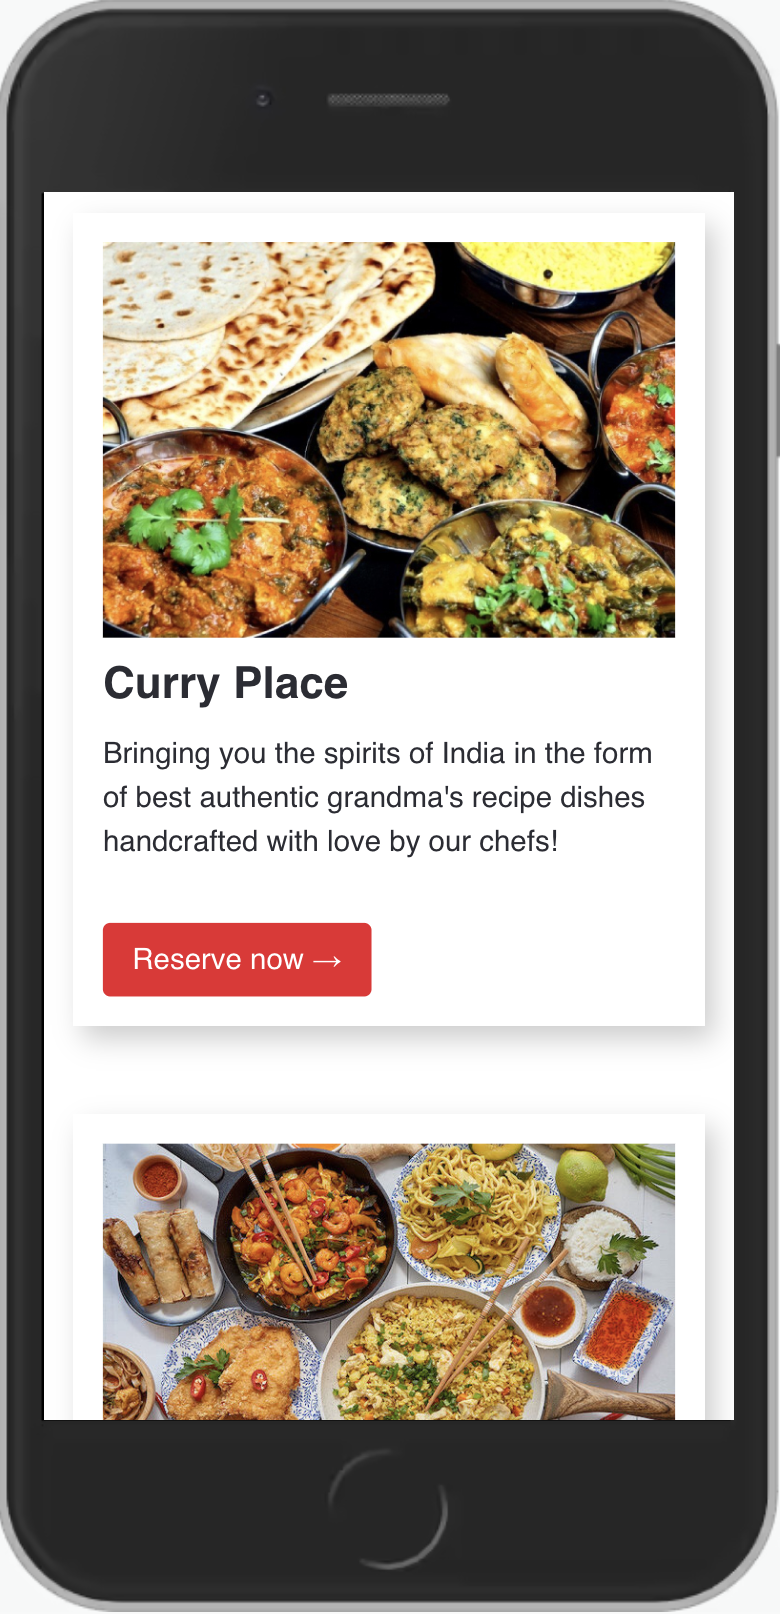 Curry Place
Bringing you the spirits of India in the form
of best authentic grandma's recipe dishes
handcrafted with love by our chefs!
Reserve now →